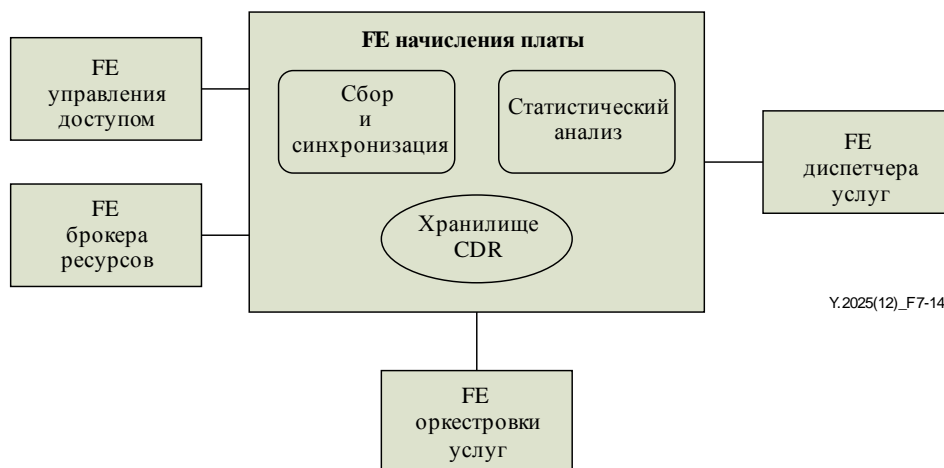 FE начисления платы
FE
управления
доступом
Сбор
и
синхронизация
Статистический
анализ
FE
диспетчера
услуг
FE
брокера
ресурсов
Хранилище
CDR
Y.2025(12)_F7-14
FE
оркестровки
услуг